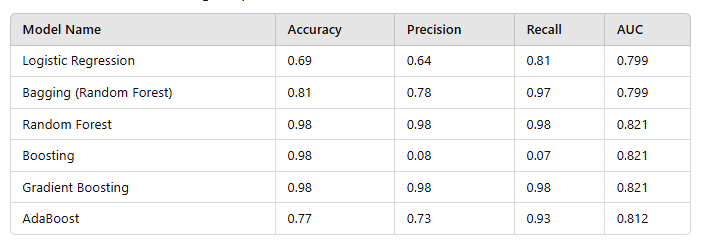 Model Name Accuracy Precision Recall AUC
Logistic Regression 0.69 0.64 0.81 0.799
Bagging (Random Forest) 0.81 0.78 0.97 0.799
Random Forest 0.98 0.98 0.98 0.821
Boosting 0.98 0.08 0.07 0.821
Gradient Boosting 0.98 0.98 0.98 0.821
AdaBoost 0.77 0.73 0.93 0.812